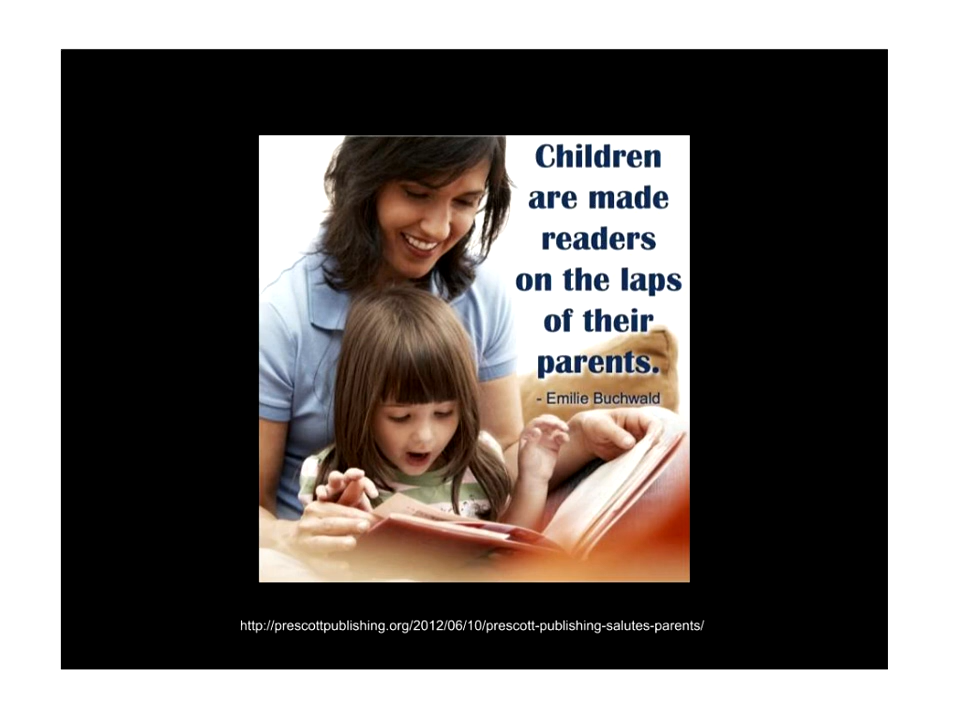 Children
are made
readers
on the laps
of their
parents.
- Emilie Buchwald
http://prescottpublishing.org/2012/06/10/prescott-publishing-salutes-parents/